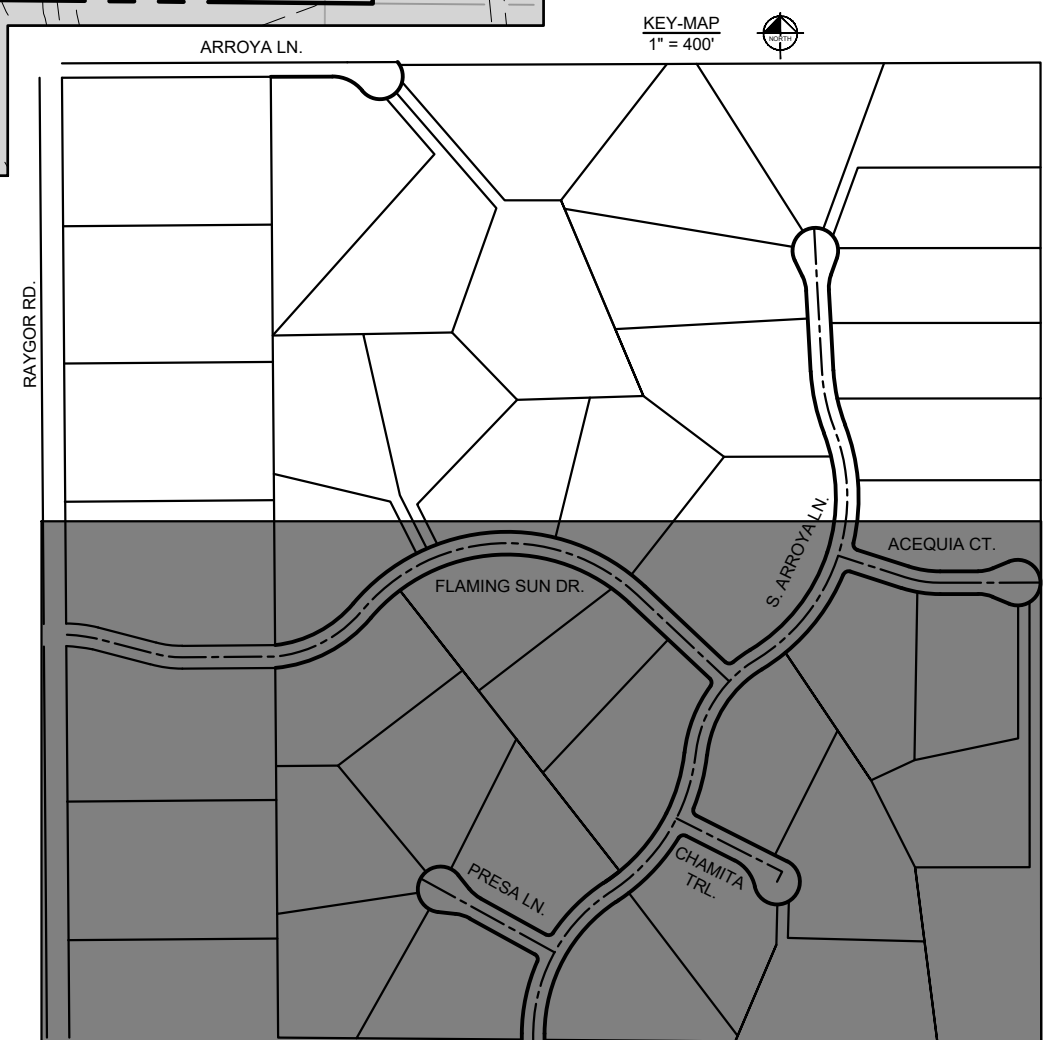 KEY-MAP
1" = 400'
NORTH
ARROYA LN.
RAYGOR RD.
S. ARROYA LN.
ACEQUIA CT.
FLAMING SUN DR.
CHAMITA
TRL.
PRESA LN.